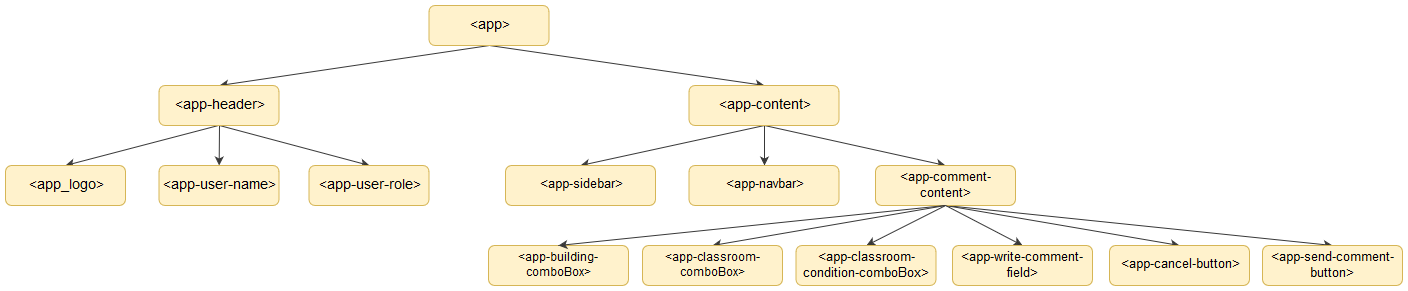 <app>
<app-header>
<app-content>
<app_logo>
<app-user-name>
<app-user-role>
<app-sidebar>
<app-navbar>
<app-comment-
content>
<app-building-
comboBox>
<app-classroom-
comboBox>
<app-classroom-
condition-comboBox>
<app-write-comment-
field>
<app-cancel-button>
<app-send-comment-
button>